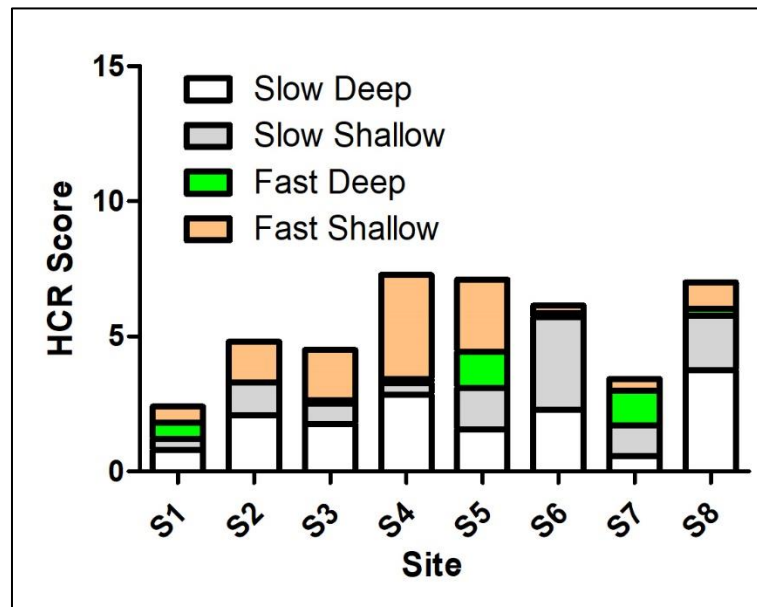 15
Slow Deep
Slow Shallow
10
Fast Deep
Fast Shallow
HCR Score
5
0
S1 S2 S3 S4 S5 S6 S7 S8
Site